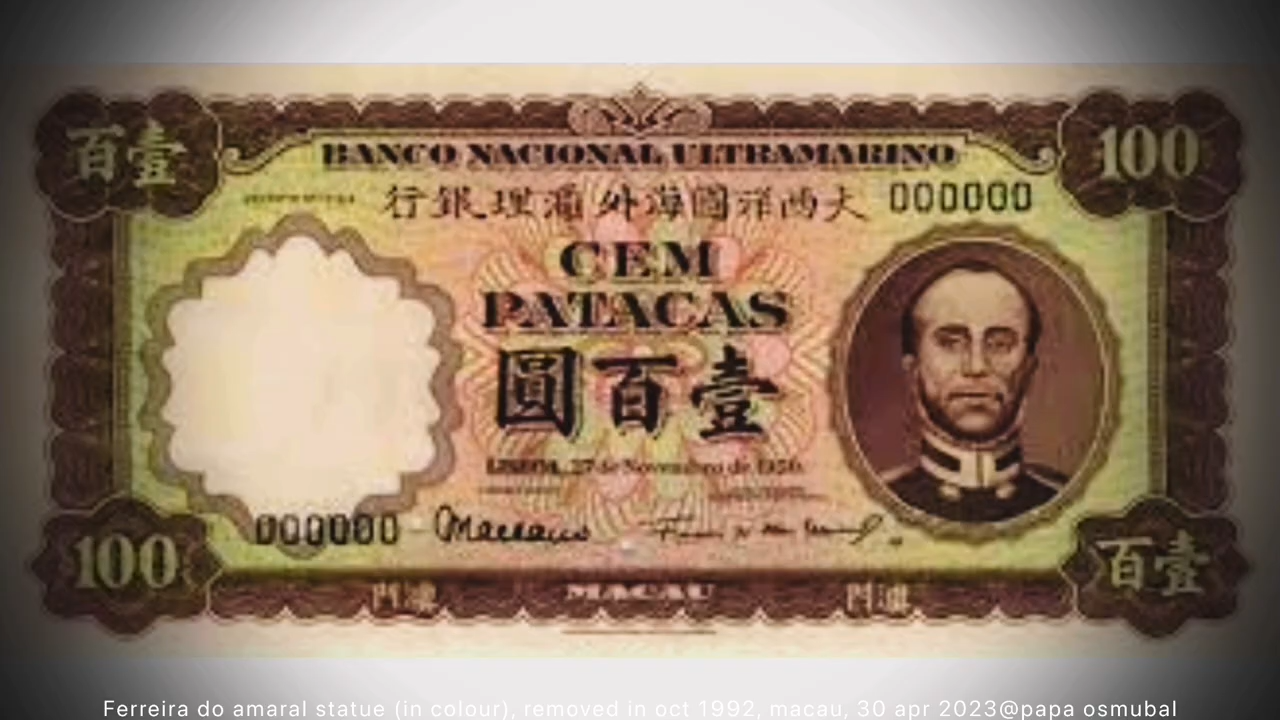 百壹
100
BANCO NACIONAL ULTRAMARINO
行銀理滙外海國洋西大
000000
CEM
PATACAS
圓百壹
LISBOA, 27 de Novembro de 1950.
000000
100
百壹
門澳
MACAU
門澳
Ferreira do amaral statue (in colour), removed in oct 1992, macau, 30 apr 2023@papa osmubal